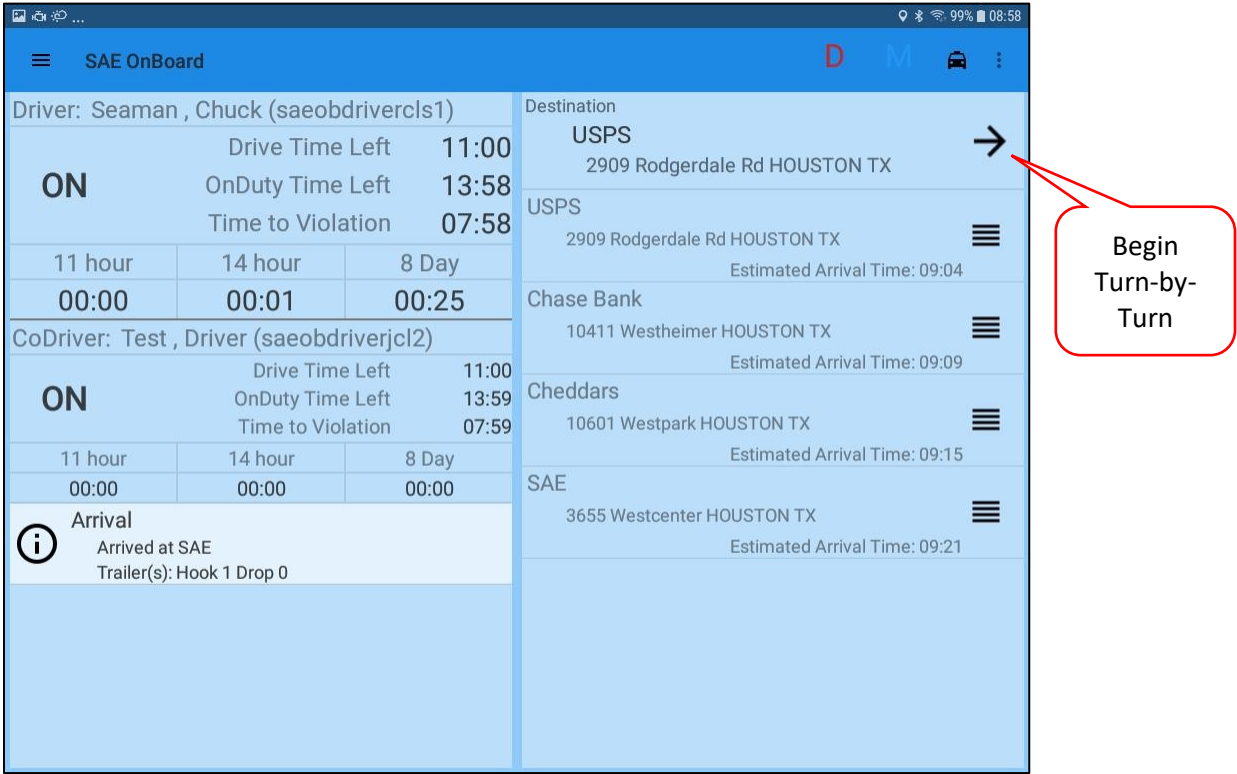 ... 99% 08:58
SAE OnBoard D M
Driver: Seaman , Chuck (saeobdrivercls1)
ON
Drive Time Left 11:00
OnDuty Time Left 13:58
Time to Violation 07:58
11 hour 14 hour 8 Day
00:00 00:01 00:25
CoDriver: Test , Driver (saeobdriverjcl2)
ON
Drive Time Left 11:00
OnDuty Time Left 13:59
Time to Violation 07:59
11 hour 14 hour 8 Day
00:00 00:00 00:00
Arrival
Arrived at SAE
Trailer(s): Hook 1 Drop 0
Destination
USPS
2909 Rodgerdale Rd HOUSTON TX
USPS
2909 Rodgerdale Rd HOUSTON TX
Estimated Arrival Time: 09:04
Chase Bank
10411 Westheimer HOUSTON TX
Estimated Arrival Time: 09:09
Cheddars
10601 Westpark HOUSTON TX
Estimated Arrival Time: 09:15
SAE
3655 Westcenter HOUSTON TX
Estimated Arrival Time: 09:21
Begin
Turn-by-
Turn